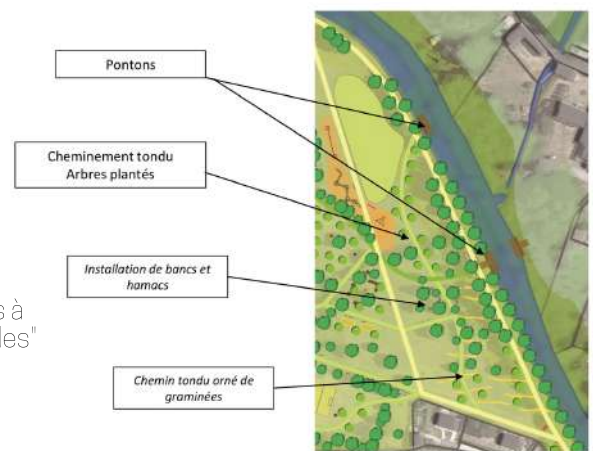 Pontons
Cheminement tondu
Arbres plantés
Installation de bancs et
hamacs
s à
les"
Chemin tondu orné de
graminées